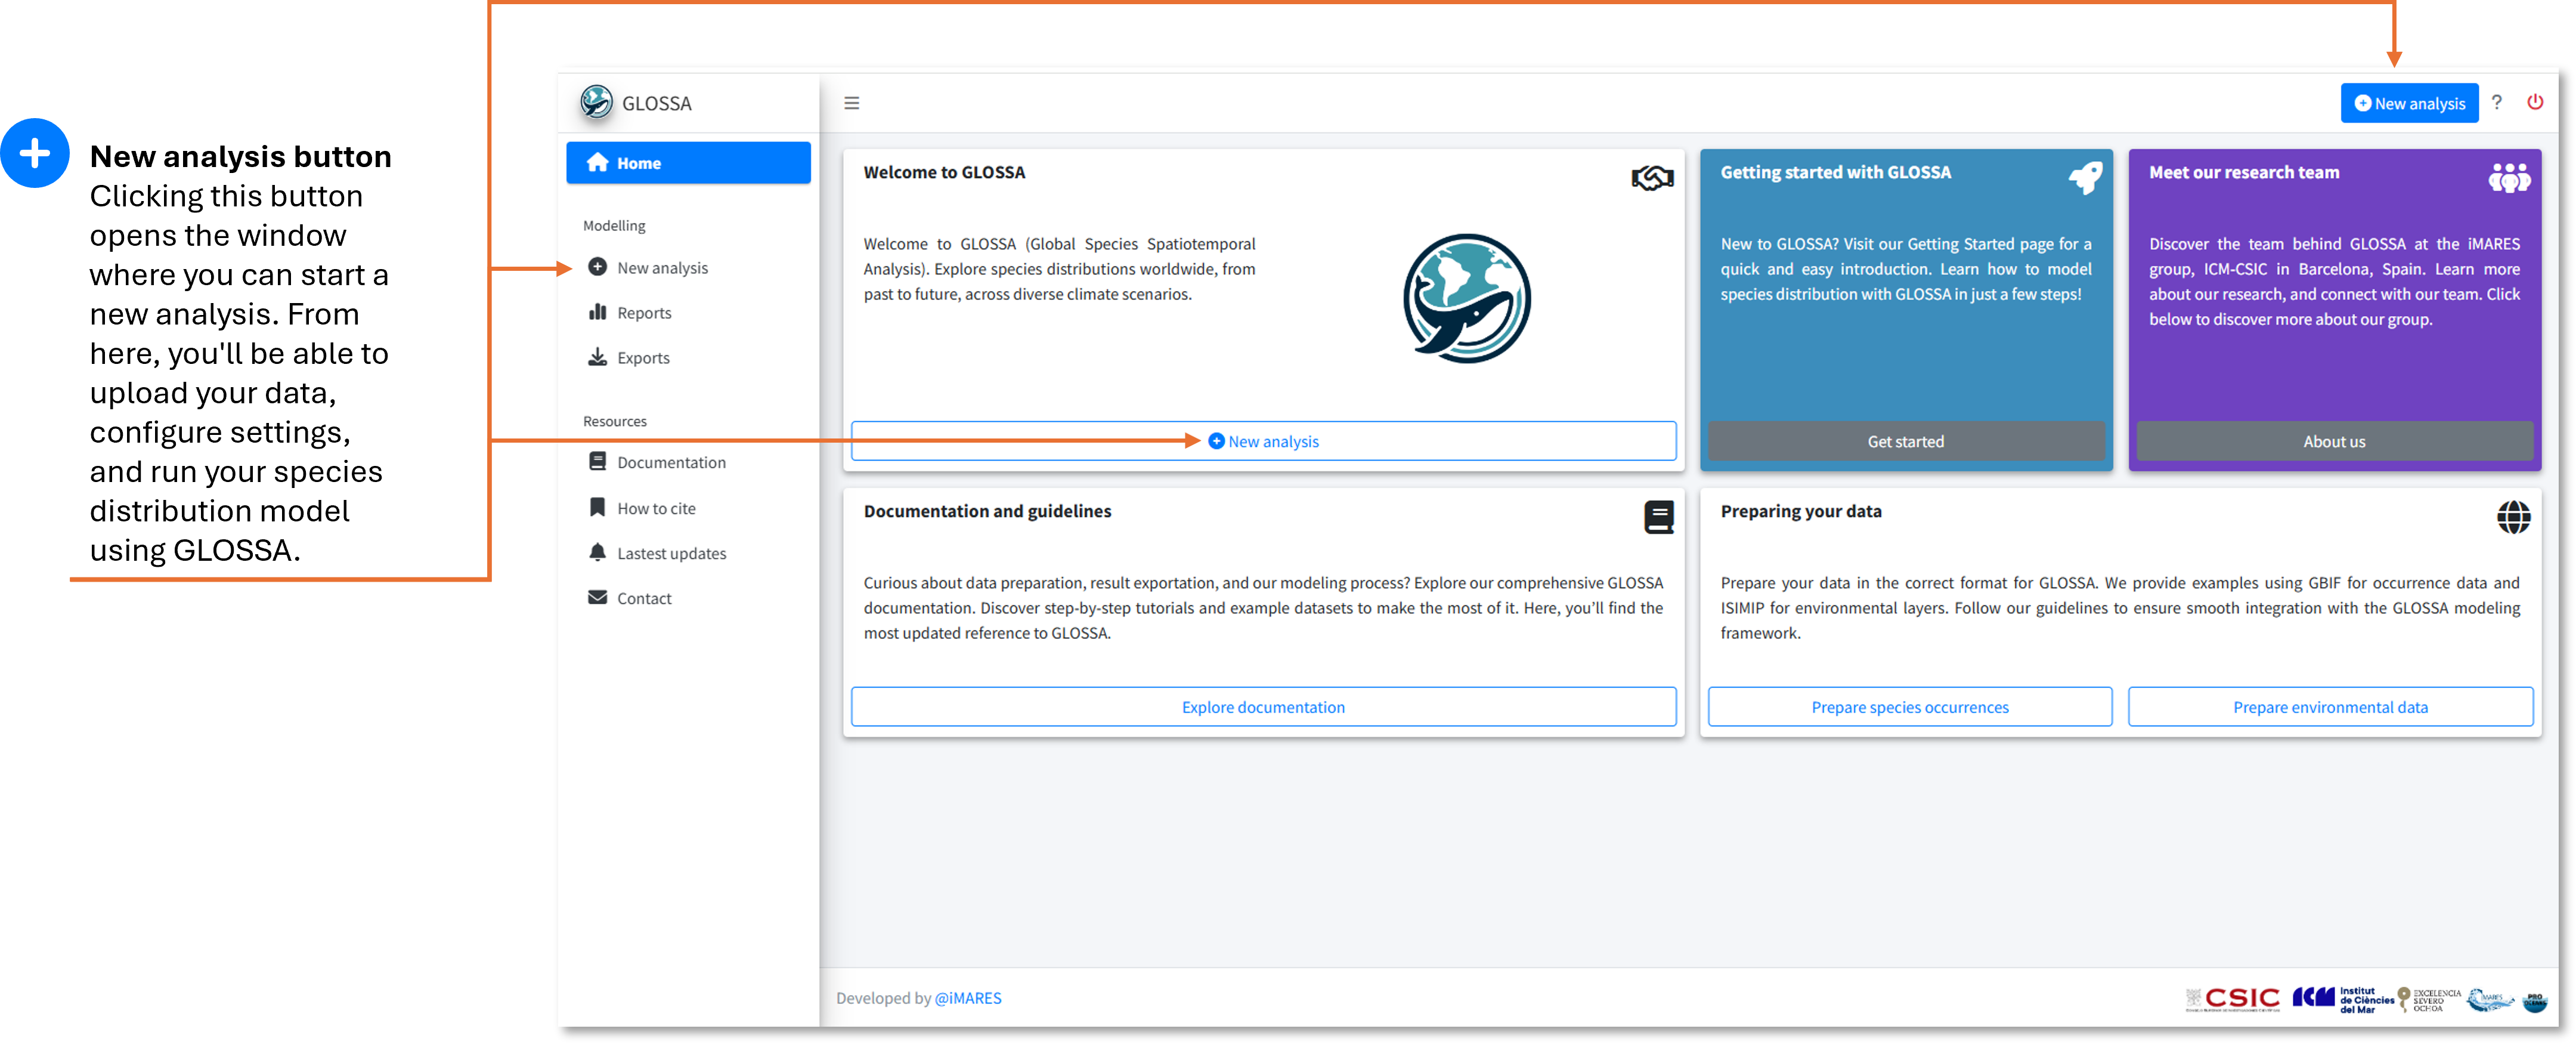 New analysis button
Clicking this button
opens the window
where you can start a
new analysis. From
here, you'll be able to
upload your data,
configure settings,
and run your species
distribution model
using GLOSSA.
GLOSSA
Home
Modelling
New analysis
Reports
Exports
Resources
Documentation
How to cite
Lastest updates
Contact
New analysis ?
Welcome to GLOSSA
Welcome to GLOSSA (Global Species Spatiotemporal
Analysis). Explore species distributions worldwide, from
past to future, across diverse climate scenarios.
New analysis
Getting started with GLOSSA
New to GLOSSA? Visit our Getting Started page for a
quick and easy introduction. Learn how to model
species distribution with GLOSSA in just a few steps!
Get started
Meet our research team
Discover the team behind GLOSSA at the iMARES
group, ICM-CSIC in Barcelona, Spain. Learn more
about our research, and connect with our team. Click
below to discover more about our group.
About us
Documentation and guidelines
Curious about data preparation, result exportation, and our modeling process? Explore our comprehensive GLOSSA
documentation. Discover step-by-step tutorials and example datasets to make the most of it. Here, you'll find the
most updated reference to GLOSSA.
Explore documentation
Preparing your data
Prepare your data in the correct format for GLOSSA. We provide examples using GBIF for occurrence data and
ISIMIP for environmental layers. Follow our guidelines to ensure smooth integration with the GLOSSA modeling
framework.
Prepare species occurrences
Prepare environmental data
Developed by @iMARES
CSIC
ICM
Institut
de Ciències
del Mar
EXCELENCIA
SEVERO
OCHOA
iMARES
PRO